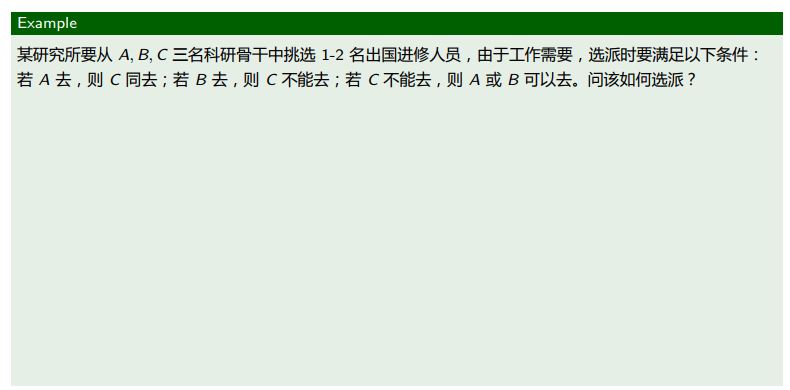 Example
某研究所要从 A, B, C 三名科研骨干中挑选 1-2 名出国进修人员，由于工作需要，选派时要满足以下条件：
若 A 去，则 C 同去；若 B 去，则 C 不能去；若 C 不能去，则 A 或 B 可以去。问该如何选派？